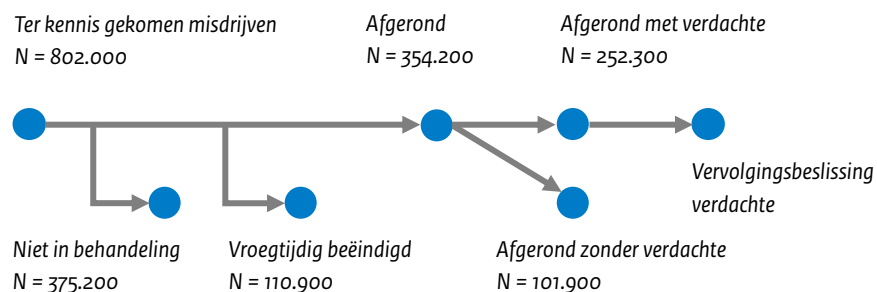 Ter kennis gekomen misdrijven
N = 802.000
Afgerond
N = 354.200
Afgerond met verdachte
N = 252.300
Vervolgingsbeslissing
verdachte
Niet in behandeling
N = 375.200
Vroegtijdig beëindigd
N = 110.900
Afgerond zonder verdachte
N = 101.900